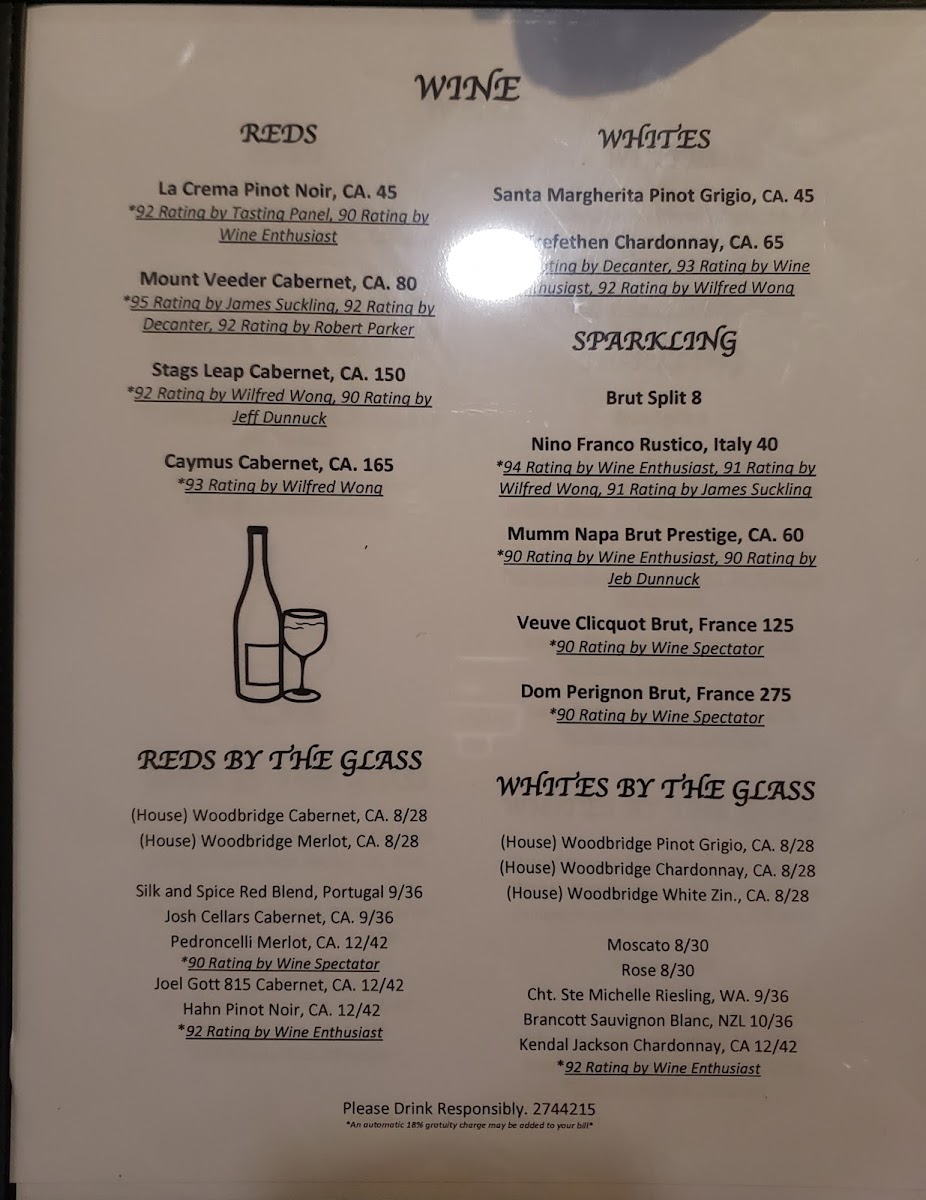 WINE
REDS
La Crema Pinot Noir, CA. 45
*92 Rating by Tasting Panel, 90 Rating by
Wine Enthusiast
Mount Veeder Cabernet, CA. 80
*95 Rating by James Suckling, 92 Rating by
Decanter, 92 Rating by Robert Parker
Stags Leap Cabernet, CA. 150
*92 Rating by Wilfred Wong, 90 Rating by
Jeff Dunnuck
Caymus Cabernet, CA. 165
*93 Rating by Wilfred Wong
WHITES
Santa Margherita Pinot Grigio, CA. 45
Chardonnay, CA. 65
by Decanter, 93 Rating by Wine
92 Rating by Wilfred Wong
SPARKLING
Brut Split 8
Nino Franco Rustico, Italy 40
*94 Rating by Wine Enthusiast, 91 Rating by
Wilfred Wong, 91 Rating by James Suckling
Mumm Napa Brut Prestige, CA. 60
*90 Rating by Wine Enthusiast, 90 Rating by
Jeb Dunnuck
Veuve Clicquot Brut, France 125
*90 Rating by Wine Spectator
Dom Perignon Brut, France 275
*90 Rating by Wine Spectator
REDS BY THE GLASS
(House) Woodbridge Cabernet, CA. 8/28
(House) Woodbridge Merlot, CA. 8/28
Silk and Spice Red Blend, Portugal 9/36
Josh Cellars Cabernet, CA. 9/36
Pedroncelli Merlot, CA. 12/42
*90 Rating by Wine Spectator
Joel Gott 815 Cabernet, CA. 12/42
Hahn Pinot Noir, CA. 12/42
*92 Rating by Wine Enthusiast
WHITES BY THE GLASS
(House) Woodbridge Pinot Grigio, CA. 8/28
(House) Woodbridge Chardonnay, CA. 8/28
(House) Woodbridge White Zin., CA. 8/28
Moscato 8/30
Rose 8/30
Cht. Ste Michelle Riesling, WA. 9/36
Brancott Sauvignon Blanc, NZL 10/36
Kendal Jackson Chardonnay, CA 12/42
*92 Rating by Wine Enthusiast
Please Drink Responsibly. 2744215
*An automatic 18% gratuity charge may be added to your bill*